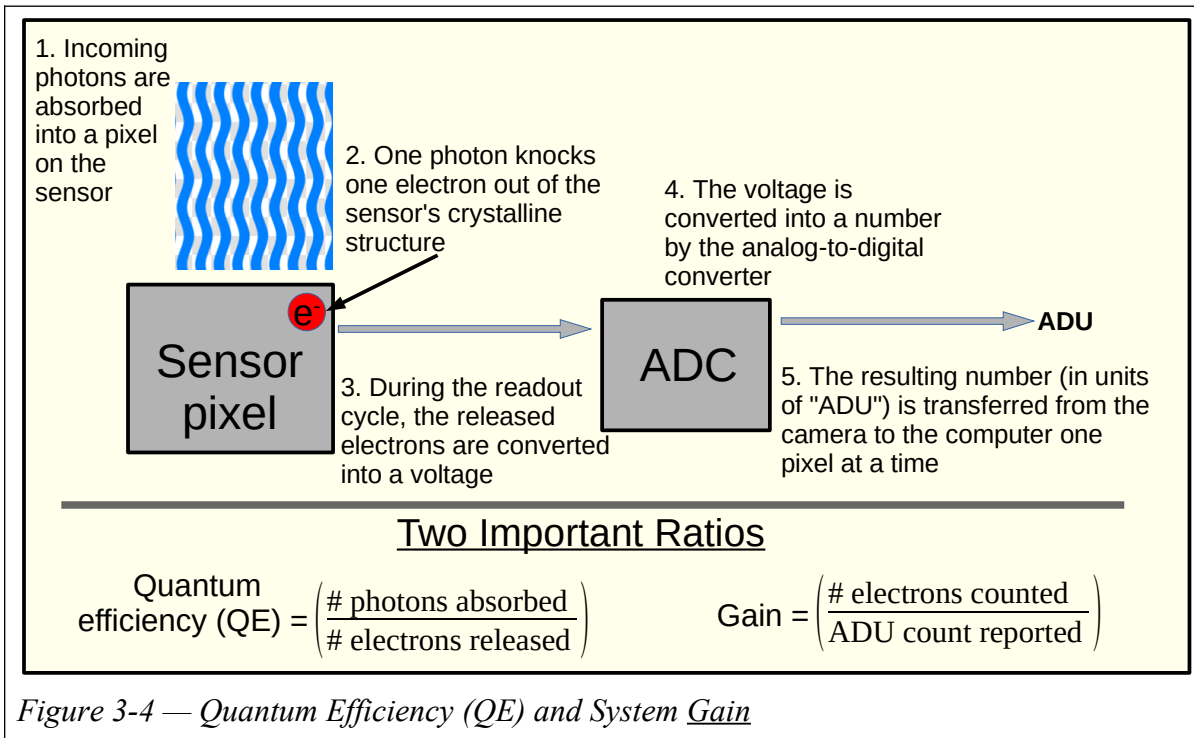 1. Incoming
photons are
absorbed
into a pixel
on the
sensor
2. One photon knocks
one electron out of the
sensor's crystalline
structure
4. The voltage is
converted into a number
by the analog-to-digital
converter
e-
Sensor
pixel
ADC
ADU
3. During the readout
cycle, the released
electrons are converted
into a voltage
5. The resulting number (in units
of "ADU") is transferred from the
camera to the computer one
pixel at a time
Two Important Ratios
Quantum
efficiency (QE) = (# photons absorbed
# electrons released)
Gain = (# electrons counted
ADU count reported)
Figure 3-4 — Quantum Efficiency (QE) and System Gain